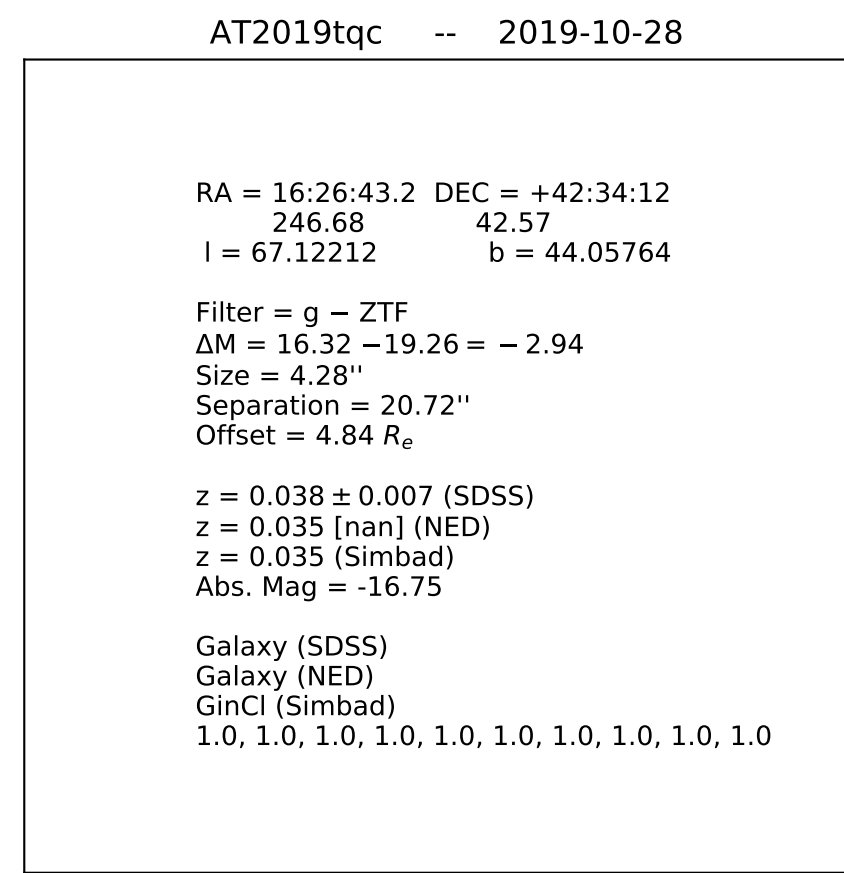 AT2019tqc -- 2019-10-28
RA = 16:26:43.2 DEC = +42:34:12
246.68 42.57
l = 67.12212 b = 44.05764
Filter = g − ZTF
ΔM = 16.32 −19.26 = − 2.94
Size = 4.28''
Separation = 20.72''
Offset = 4.84 Re
z = 0.038 ± 0.007 (SDSS)
z = 0.035 [nan] (NED)
z = 0.035 (Simbad)
Abs. Mag = -16.75
Galaxy (SDSS)
Galaxy (NED)
GinCl (Simbad)
1.0, 1.0, 1.0, 1.0, 1.0, 1.0, 1.0, 1.0, 1.0, 1.0